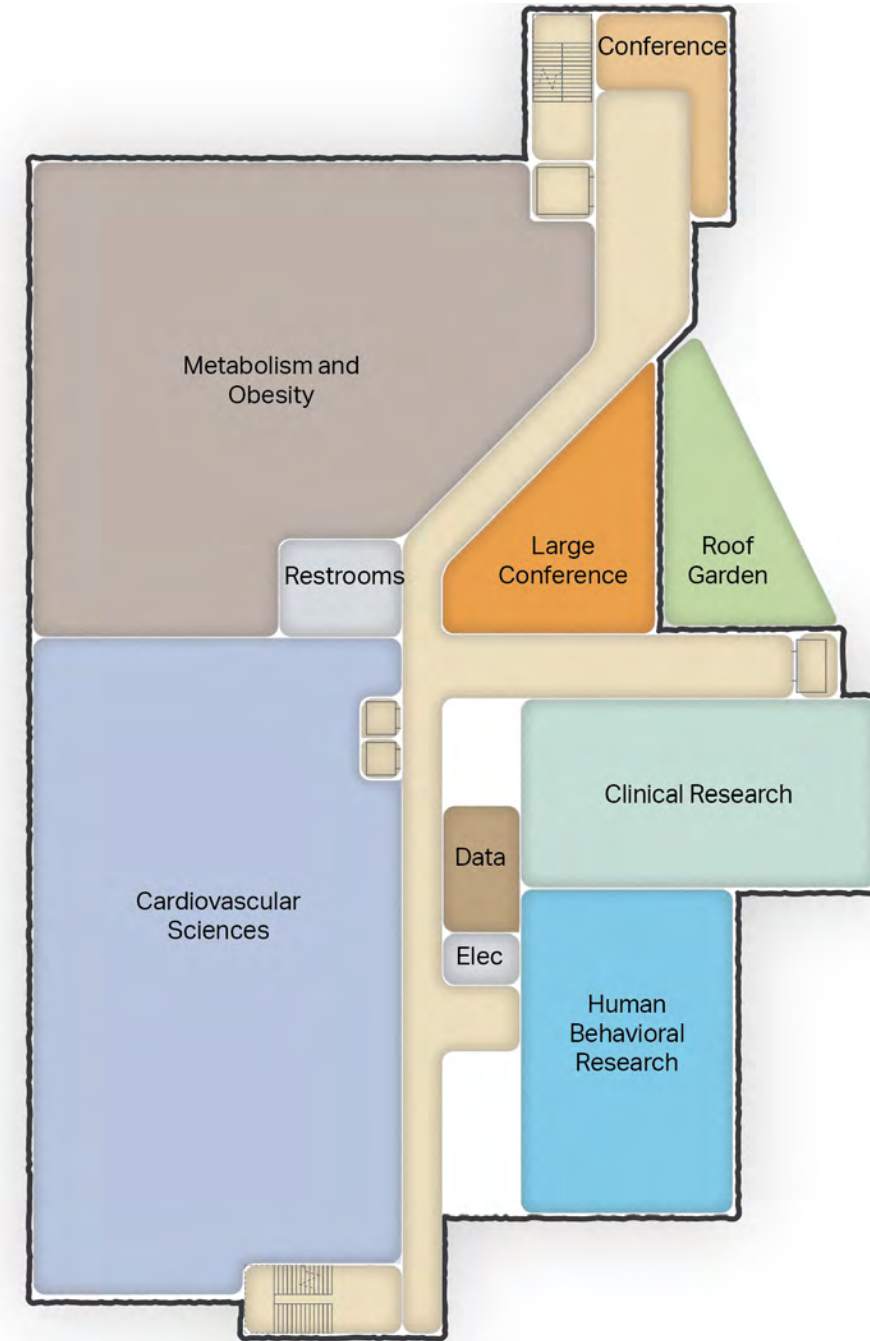 Conference
Metabolism and
Obesity
Restrooms
Large
Conference
Roof
Garden
Clinical Research
Data
Cardiovascular
Sciences
Elec
Human
Behavioral
Research